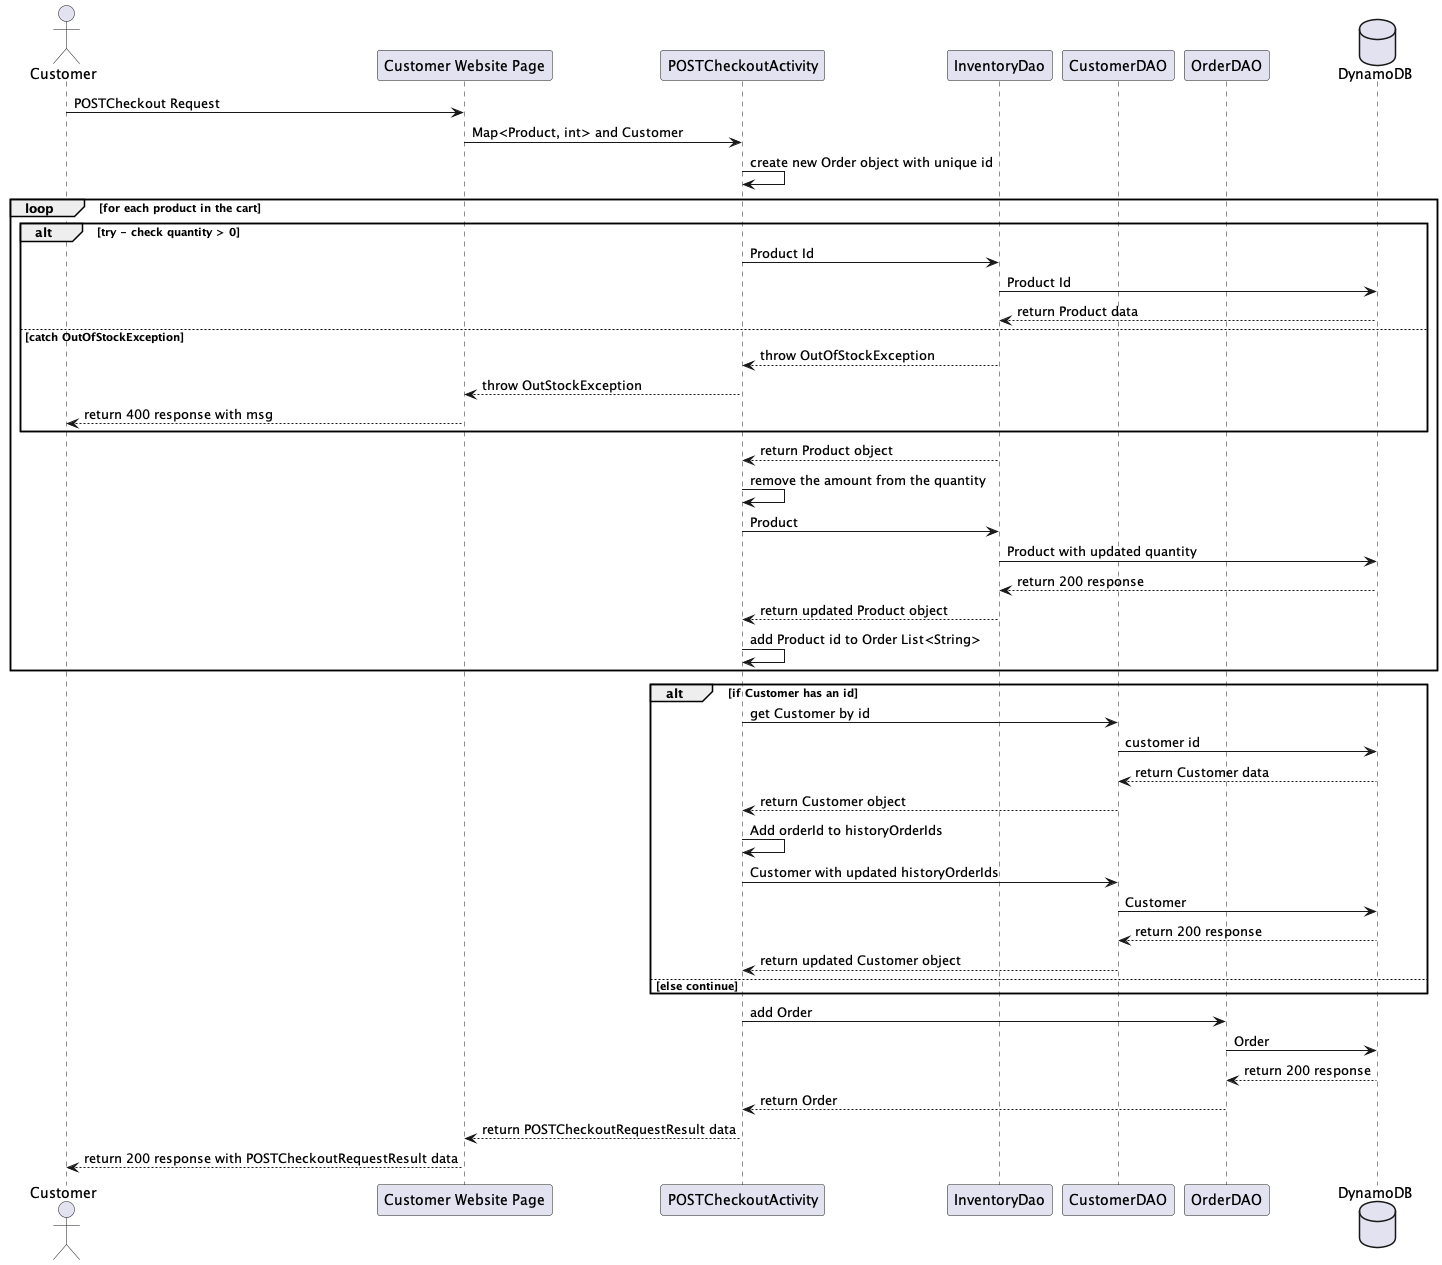 Customer
Customer Website Page
POSTCheckoutActivity
InventoryDao
CustomerDAO
OrderDAO
DynamoDB
POSTCheckout Request
Map<Product, int> and Customer
create new Order object with unique id
loop [for each product in the cart]
alt [try - check quantity > 0]
Product Id
Product Id
return Product data
[catch OutOfStockException]
throw OutOfStockException
throw OutStockException
return 400 response with msg
return Product object
remove the amount from the quantity
Product
Product with updated quantity
return 200 response
return updated Product object
add Product id to Order List<String>
alt [if Customer has an id]
get Customer by id
customer id
return Customer data
return Customer object
Add orderId to historyOrderIds
Customer with updated historyOrderIds
Customer
return 200 response
return updated Customer object
[else continue]
add Order
Order
return 200 response
return Order
return POSTCheckoutRequestResult data
return 200 response with POSTCheckoutRequestResult data
Customer
Customer Website Page
POSTCheckoutActivity
InventoryDao
CustomerDAO
OrderDAO
DynamoDB